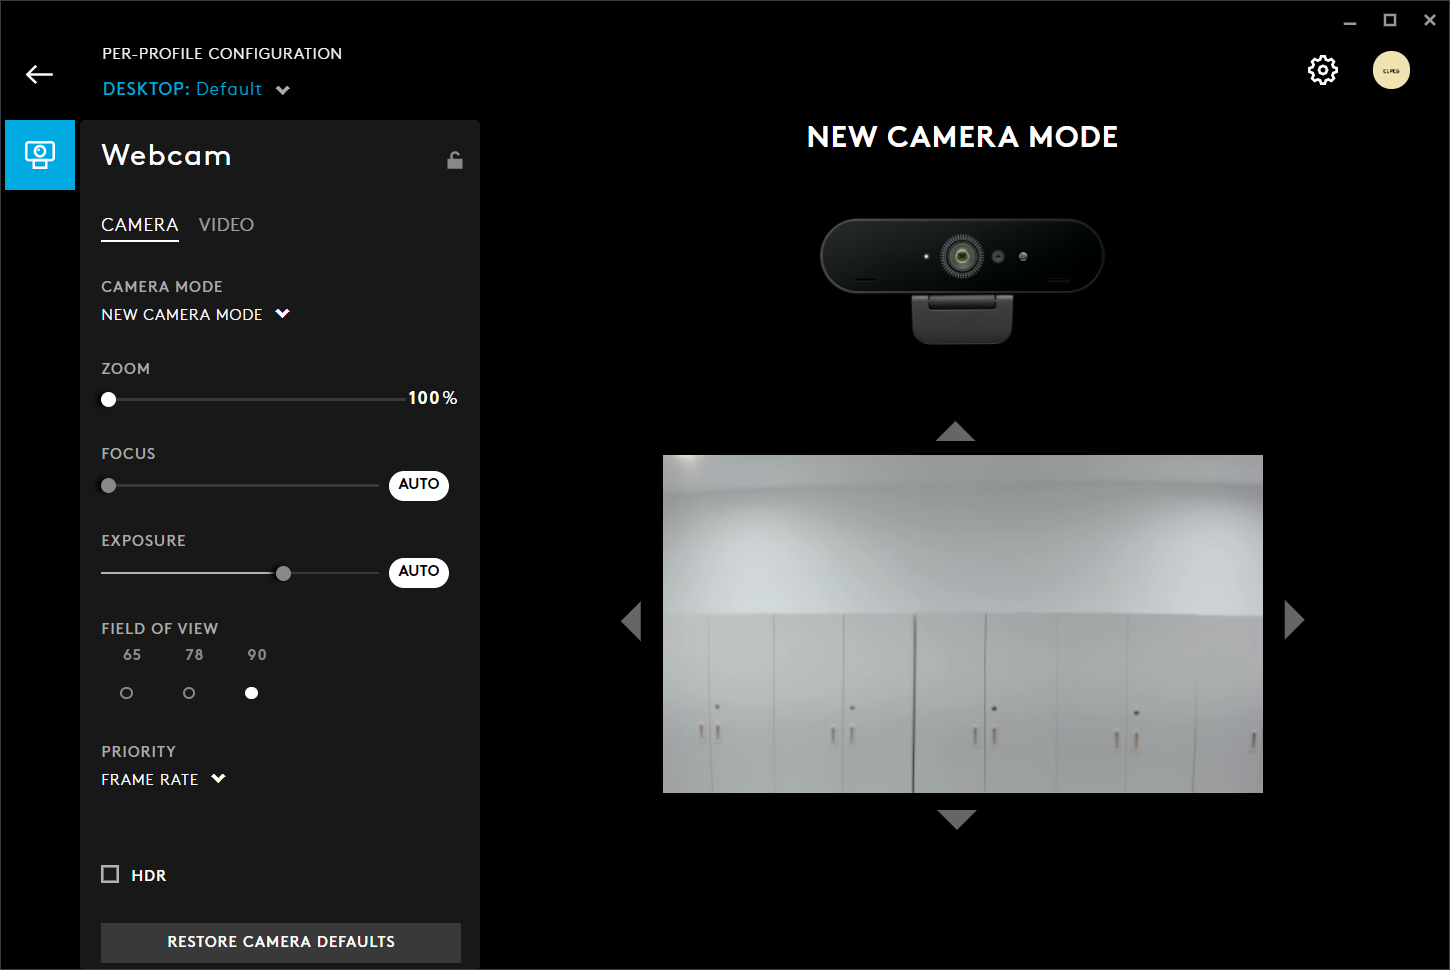 PER-PROFILE CONFIGURATION
DESKTOP: Default
Webcam
CAMERA VIDEO
CAMERA MODE
NEW CAMERA MODE
ZOOM
100%
FOCUS
AUTO
EXPOSURE
AUTO
FIELD OF VIEW
65 78 90
PRIORITY
FRAME RATE
HDR
RESTORE CAMERA DEFAULTS
NEW CAMERA MODE